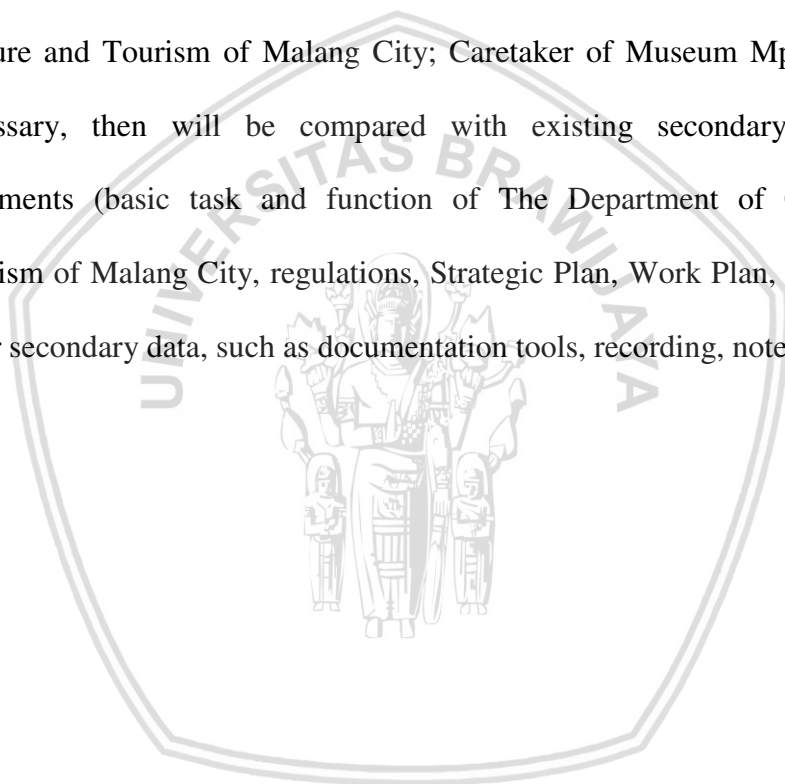 ure and Tourism of Malang City; Caretaker of Museum Mp
ssary, then will be compared with existing secondary
ments (basic task and function of The Department of
ism of Malang City, regulations, Strategic Plan, Work Plan,
r secondary data, such as documentation tools, recording, note
UNIVERSITAS BRAWIJAYA